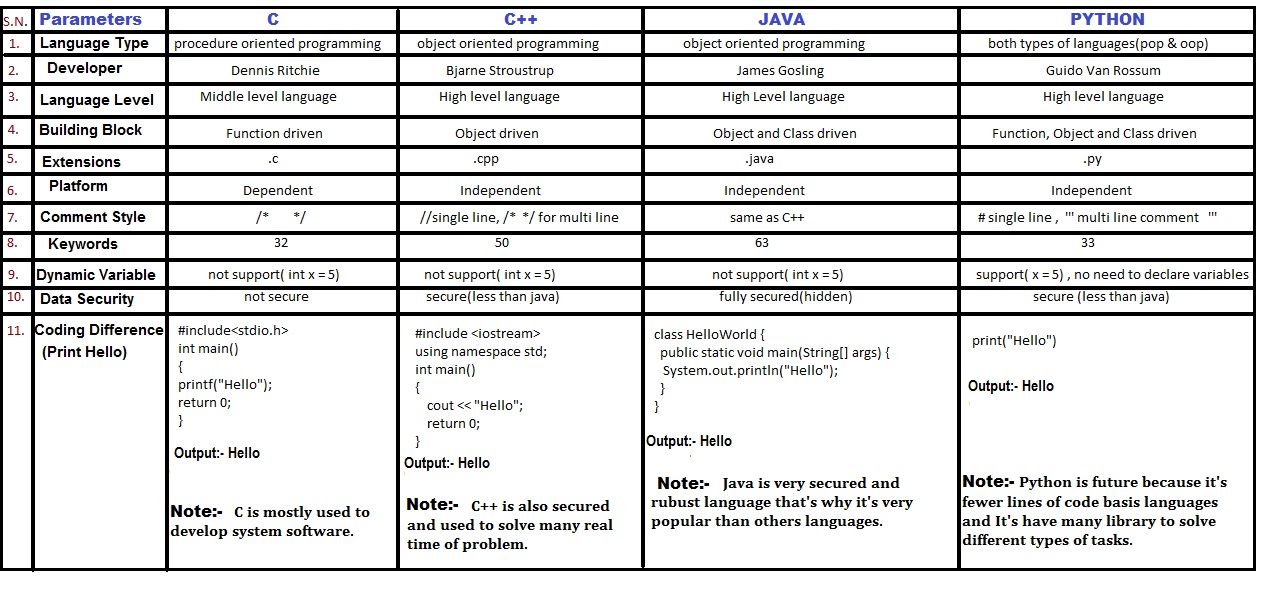 S.N. Parameters C C++ JAVA PYTHON
1. Language Type procedure oriented programming object oriented programming object oriented programming both types of languages(pop & oop)
2. Developer Dennis Ritchie Bjarne Stroustrup James Gosling Guido Van Rossum
3. Language Level Middle level language High level language High Level language High level language
4. Building Block Function driven Object driven Object and Class driven Function, Object and Class driven
5. Extensions .c .cpp .java .py
6. Platform Dependent Independent Independent Independent
7. Comment Style /* */ //single line, /* */ for multi line same as C++ # single line , ''' multi line comment '''
8. Keywords 32 50 63 33
9. Dynamic Variable not support( int x = 5) not support( int x = 5) not support( int x = 5) support( x = 5) , no need to declare variables
10. Data Security not secure secure(less than java) fully secured(hidden) secure (less than java)
11. Coding Difference
(Print Hello)
#include<stdio.h>
int main()
{
printf("Hello");
return 0;
}
Output:- Hello
Note:- C is mostly used to
develop system software.
#include <iostream>
using namespace std;
int main()
{
cout << "Hello";
return 0;
}
Output:- Hello
Note:- C++ is also secured
and used to solve many real
time of problem.
class HelloWorld {
public static void main(String[] args) {
System.out.println("Hello");
}
}
Output:- Hello
Note:- Java is very secured and
rubust language that's why it's very
popular than others languages.
print("Hello")
Output:- Hello
Note:- Python is future because it's
fewer lines of code basis languages
and It's have many library to solve
different types of tasks.